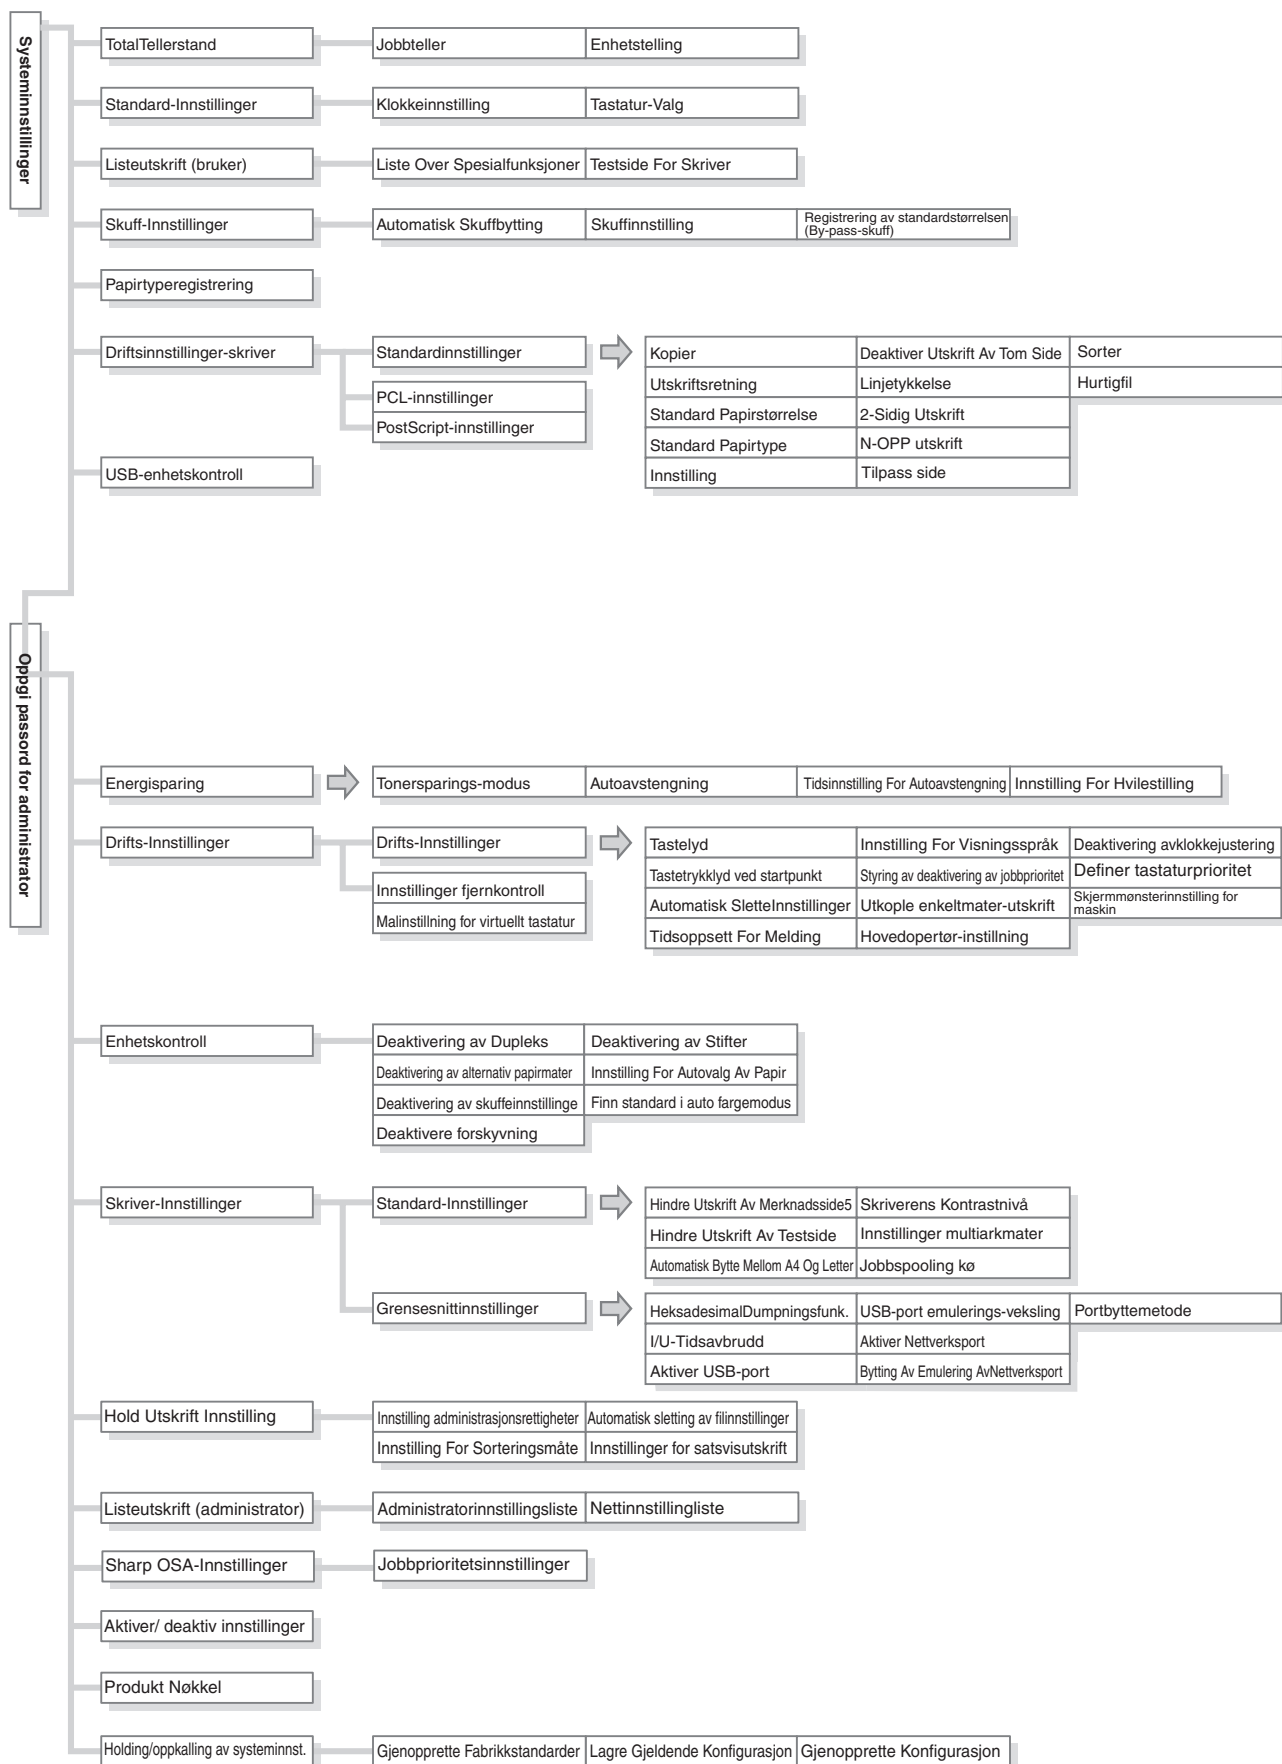 Systeminnstillinger
TotalTellerstand
Jobbteller
Enhetstelling
Standard-Innstillinger
Klokkeinnstilling
Tastatur-Valg
Listeutskrift (bruker)
Liste Over Spesialfunksjoner
Testside For Skriver
Skuff-Innstillinger
Automatisk Skuffbytting
Skuffinnstilling
Registrering av standardstørrelsen
(By-pass-skuff)
Papirtyperegistrering
Driftsinnstillinger-skriver
Standardinnstillinger
PCL-innstillinger
PostScript-innstillinger
Kopier
Deaktiver Utskrift Av Tom Side
Sorter
Utskriftsretning
Linjetykkelse
Hurtigfil
Standard Papirstørrelse
2-Sidig Utskrift
Standard Papirtype
N-OPP utskrift
Innstilling
Tilpass side
USB-enhetskontroll
Oppgi passord for administrator
Energisparing
Tonersparings-modus
Autoavstengning
Tidsinnstilling For Autoavstengning
Innstilling For Hvilestilling
Drifts-Innstillinger
Drifts-Innstillinger
Innstillinger fjernkontroll
Malinstillning for virtuellt tastatur
Tastelyd
Innstilling For Visningsspråk
Deaktivering avklokkejustering
Tastetrykklyd ved startpunkt
Styring av deaktivering av jobbprioritet
Definer tastaturprioritet
Automatisk SletteInnstillinger
Utkople enkeltmater-utskrift
Skjermmønsterinnstilling for
maskin
Tidsoppsett For Melding
Hovedopertør-instillning
Enhetskontroll
Deaktivering av Dupleks
Deaktivering av Stifter
Deaktivering av alternativ papirmater
Innstilling For Autovalg Av Papir
Deaktivering av skuffeinnstillinge
Finn standard i auto fargemodus
Deaktivere forskyvning
Skriver-Innstillinger
Standard-Innstillinger
Hindre Utskrift Av Merknadsside5
Skriverens Kontrastnivå
Hindre Utskrift Av Testside
Innstillinger multiarkmater
Automatisk Bytte Mellom A4 Og Letter
Jobbspooling kø
Grensesnittinnstillinger
HeksadesimalDumpningsfunk.
USB-port emulerings-veksling
Portbyttemetode
I/U-Tidsavbrudd
Aktiver Nettverksport
Aktiver USB-port
Bytting Av Emulering AvNettverksport
Hold Utskrift Innstilling
Innstilling administrasjonsrettigheter
Automatisk sletting av filinnstillinger
Innstilling For Sorteringsmåte
Innstillinger for satsvisutskrift
Listeutskrift (administrator)
Administratorinnstillingsliste
Nettinnstillingliste
Sharp OSA-Innstillinger
Jobbprioritetsinnstillinger
Aktiver/ deaktiv innstillinger
Produkt Nøkkel
Holding/oppkalling av systeminnst.
Gjenopprette Fabrikkstandarder
Lagre Gjeldende Konfigurasjon
Gjenopprette Konfigurasjon